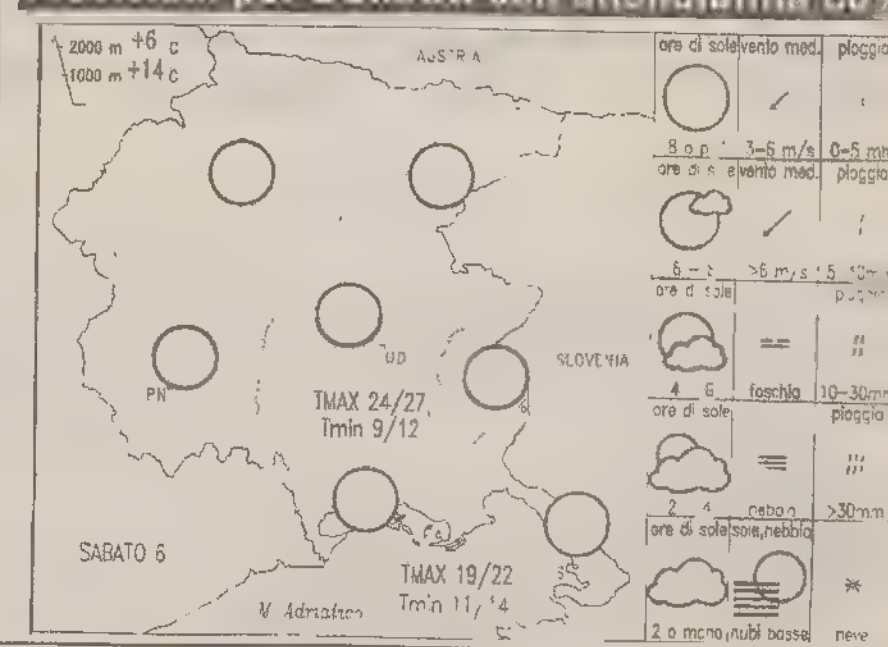 2000 m +6 C
1000 m +14 C
AUSTRIA
SLOVENIA
UD
PN
TMAX 24/27
Tmin 9/12
SABATO 6
TMAX 19/22
Tmin 11/14
M. Adriatico
ore di sole vento med. pioggia
3-6 m/s 0-5 mm
ore di sole vento med. pioggia
>6 m/s
ore di sole
4 6 foschia 10-30mm
ore di sole pioggia
2 4 >30mm
ore di sole sole, nebbia
2 o meno nubi basse neve